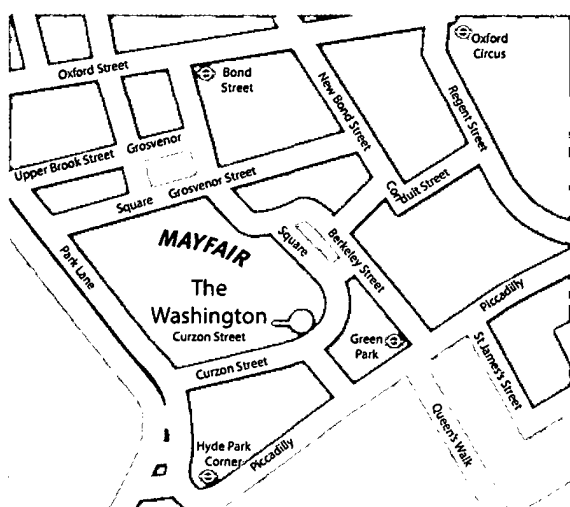 Oxford
Circus
Oxford Street
Bond
Street
New Bond Street
Regent Street
Upper Brook Street
Grosvenor
Square
Grosvenor Street
Conduit Street
MAYFAIR
Square
Berkeley Street
Park Lane
The
Washington
Curzon Street
Piccadilly
Green
Park
St James's Street
Curzon Street
Queen's Walk
Hyde Park
Corner
Piccadilly